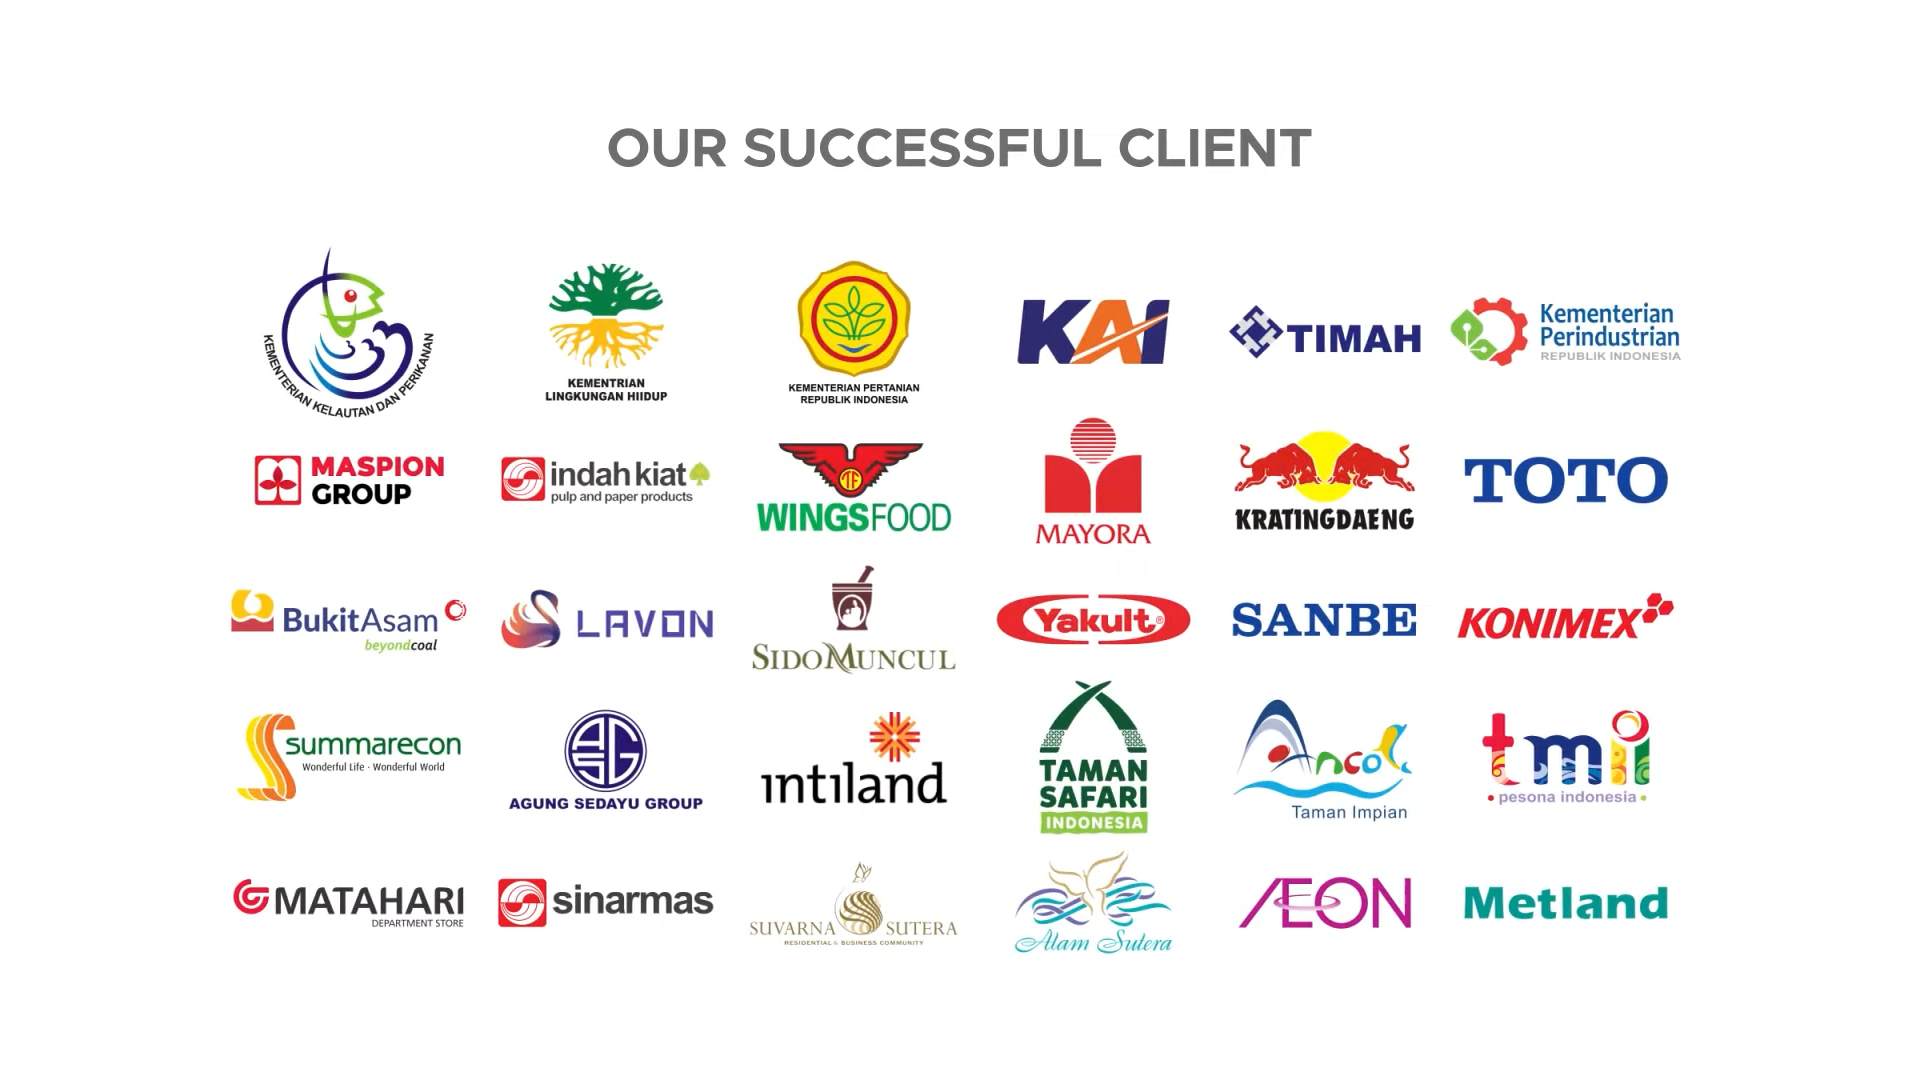 OUR SUCCESSFUL CLIENT
KEMENTERIAN KELAUTAN DAN PERIKANAN
KEMENTRIAN
LINGKUNGAN HIIDUP
KEMENTERIAN PERTANIAN
REPUBLIK INDONESIA
KAI
TIMAH
Kementerian
Perindustrian
REPUBLIK INDONESIA
MASPION
GROUP
indah kiat
pulp and paper products
WINGSFOOD
MAYORA
KRATINGDAENG
TOTO
BukitAsam
beyondcoal
LAVON
SIDOMUNCUL
Yakult®
SANBE
KONIMEX
summarecon
Wonderful Life · Wonderful World
ASG
AGUNG SEDAYU GROUP
intiland
TAMAN
SAFARI
INDONESIA
Ancol
Taman Impian
tmii
• pesona indonesia •
MATAHARI
DEPARTMENT STORE
sinarmas
SUVARNA SUTERA
RESIDENTIAL & BUSINESS COMMUNITY
Alam Sutera
ÆON
Metland